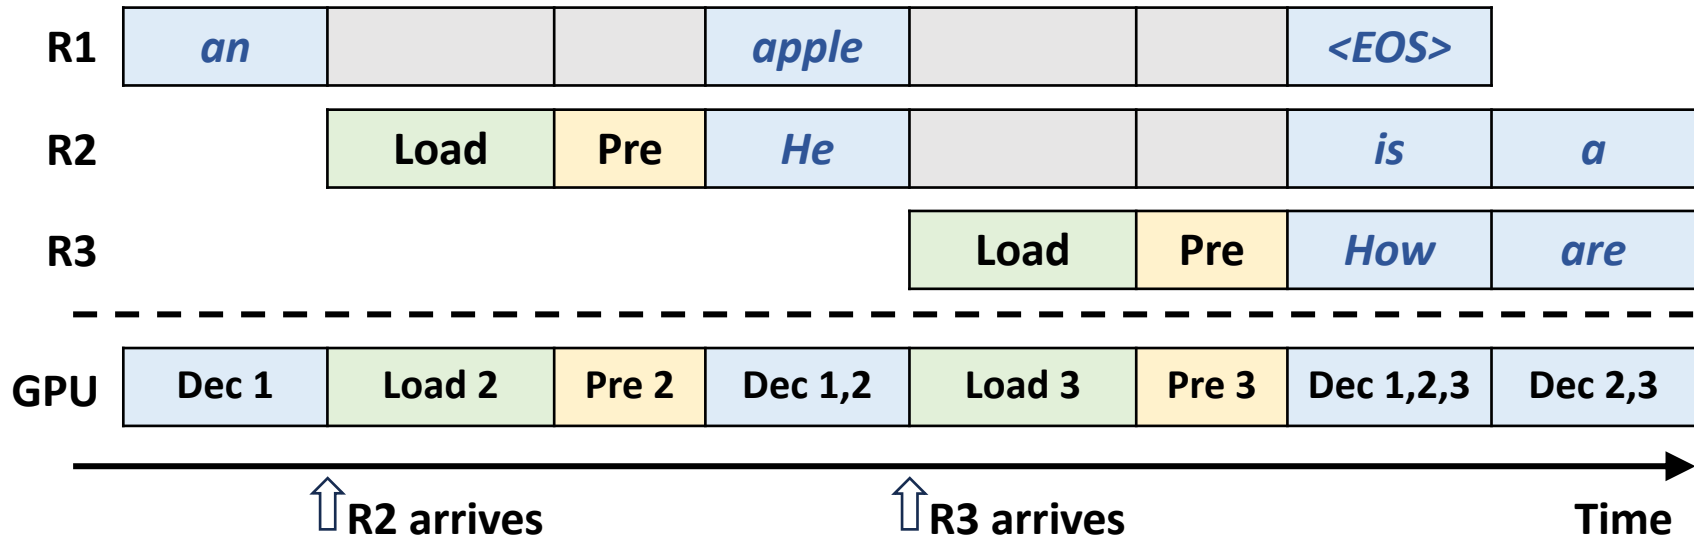 R1 an apple <EOS>
R2 Load Pre He is a
R3 Load Pre How are
GPU Dec 1 Load 2 Pre 2 Dec 1,2 Load 3 Pre 3 Dec 1,2,3 Dec 2,3
R2 arrives R3 arrives Time